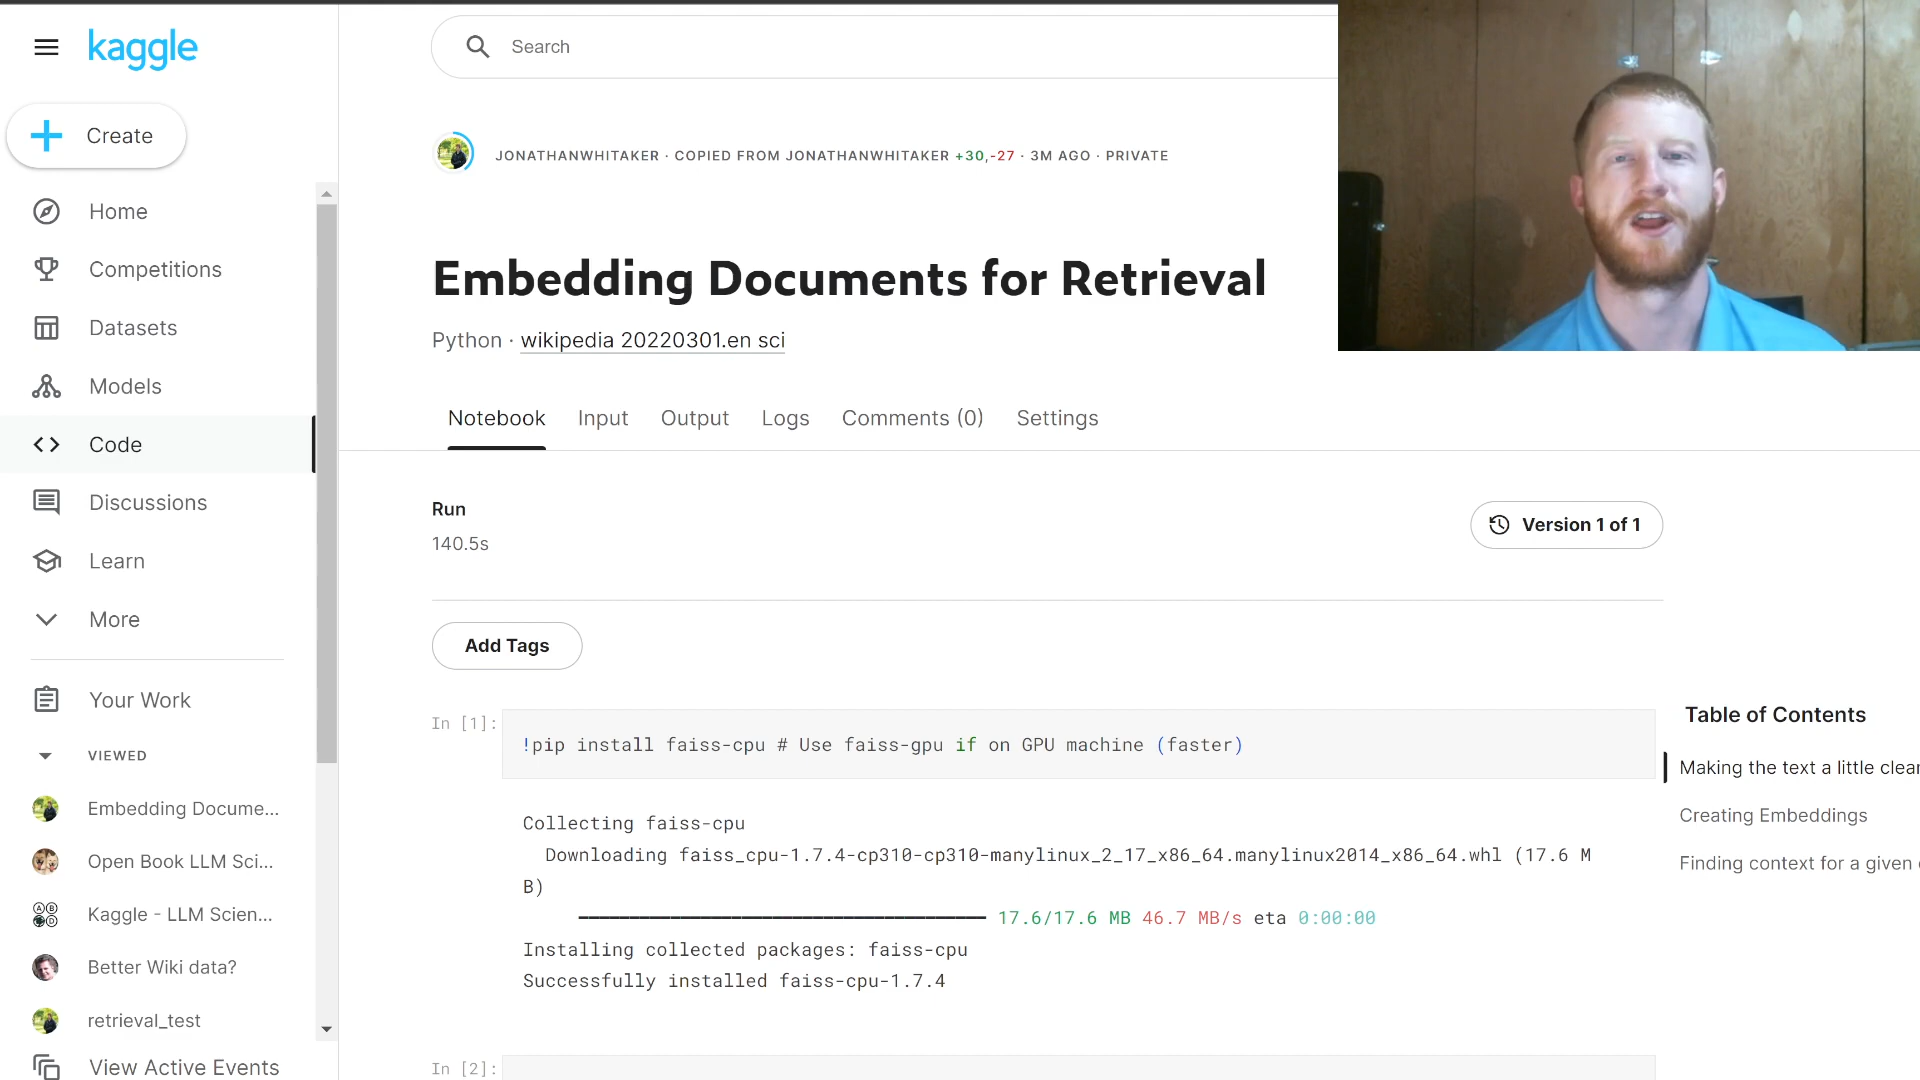 kaggle
Search
Create
Home
Competitions
Datasets
Models
Code
Discussions
Learn
More
Your Work
VIEWED
Embedding Docume...
Open Book LLM Sci...
Kaggle - LLM Scien...
Better Wiki data?
retrieval_test
View Active Events
JONATHANWHITAKER · COPIED FROM JONATHANWHITAKER +30,-27 · 3M AGO · PRIVATE
Embedding Documents for Retrieval
Python · wikipedia 20220301.en sci
Notebook Input Output Logs Comments (0) Settings
Run
140.5s
Version 1 of 1
Add Tags
In [1]:
!pip install faiss-cpu # Use faiss-gpu if on GPU machine (faster)
Collecting faiss-cpu
Downloading faiss_cpu-1.7.4-cp310-cp310-manylinux_2_17_x86_64.manylinux2014_x86_64.whl (17.6 M
B)
17.6/17.6 MB 46.7 MB/s eta 0:00:00
Installing collected packages: faiss-cpu
Successfully installed faiss-cpu-1.7.4
In [2]:
Table of Contents
Making the text a little
Creating Embeddings
Finding context for a given